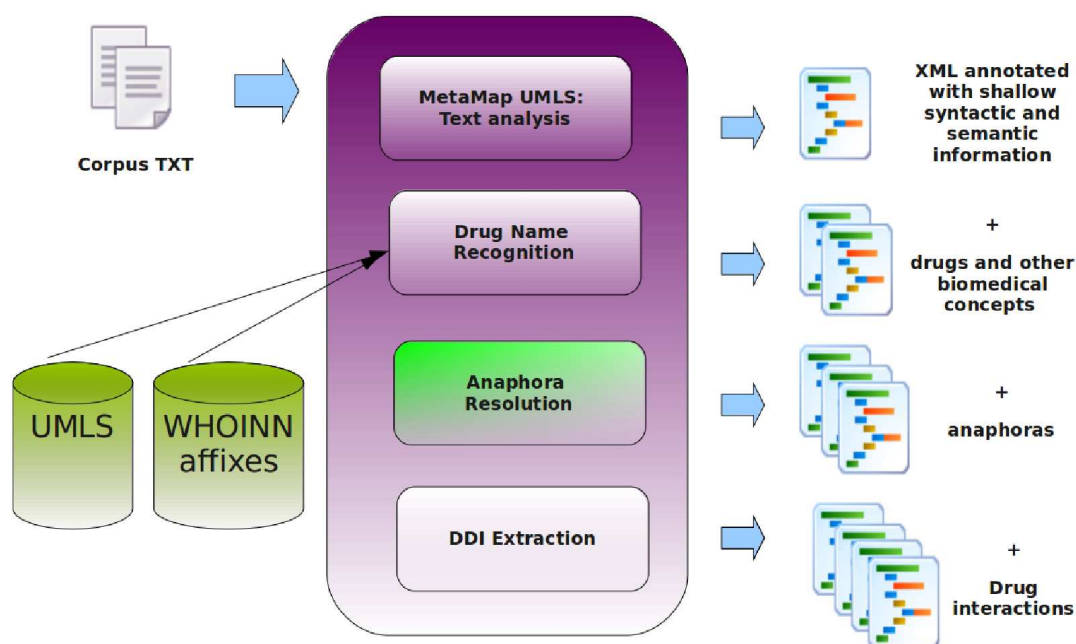 Corpus TXT
MetaMap UMLS:
Text analysis
XML annotated
with shallow
syntactic and
semantic
information
Drug Name
Recognition
+
drugs and other
biomedical
concepts
UMLS
WHOINN
affixes
Anaphora
Resolution
+
anaphoras
DDI Extraction
+
Drug
interactions